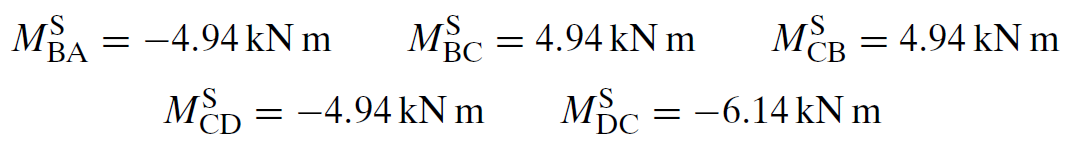 M^S_BA = −4.94 kN m M^S_BC = 4.94 kN m M^S_CB = 4.94 kN m
M^S_CD = −4.94 kN m M^S_DC = −6.14 kN m